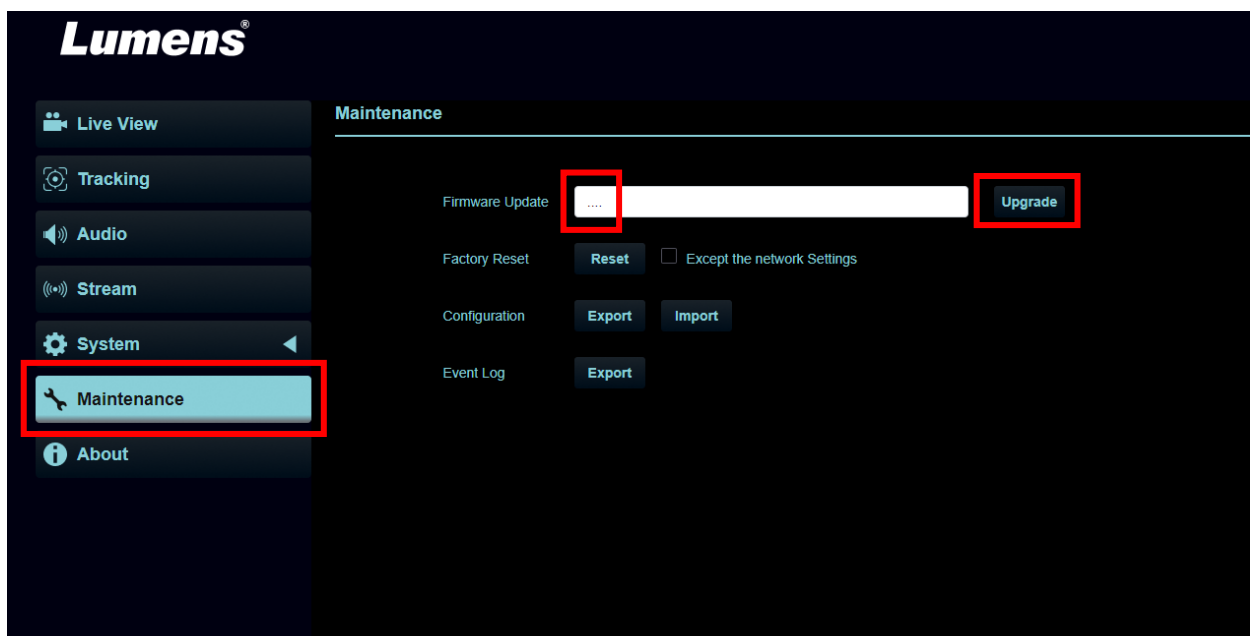 Lumens®
Live View
Tracking
Audio
Stream
System
Maintenance
About
Maintenance
Firmware Update .... Upgrade
Factory Reset Reset Except the network Settings
Configuration Export Import
Event Log Export